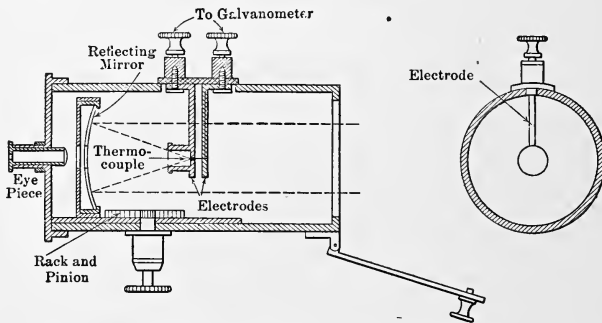 To Galvanometer
Reflecting
Mirror
Electrode
Thermo-
couple
Eye
Piece
Electrodes
Rack and
Pinion